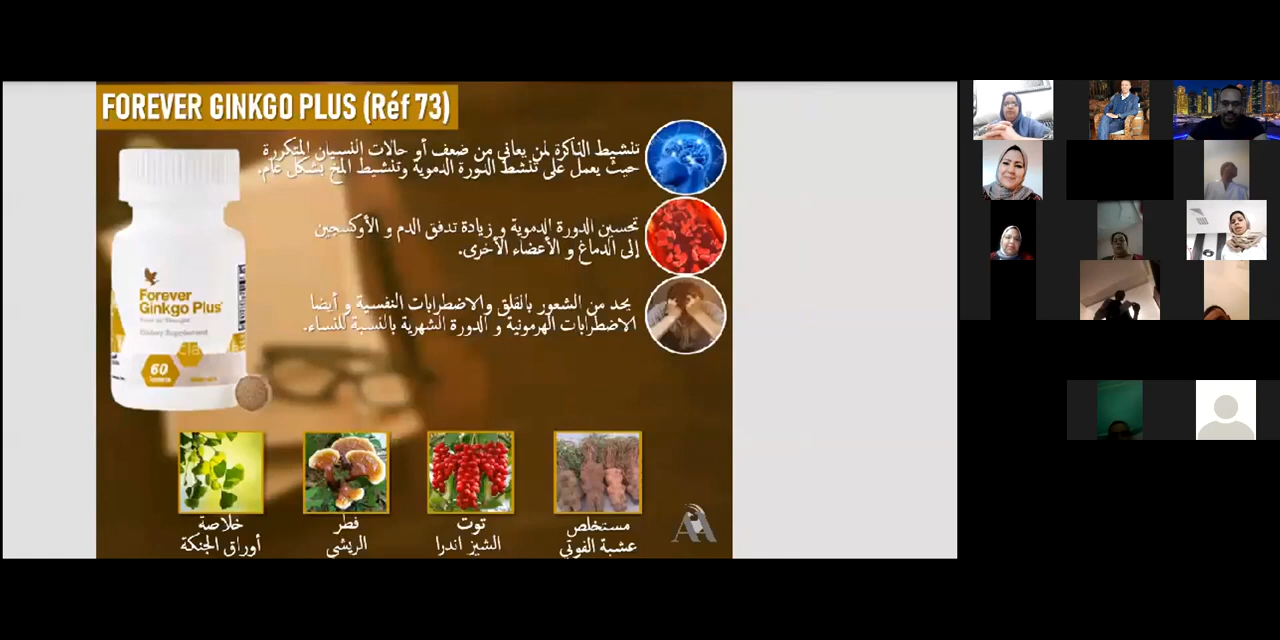 FOREVER GINKGO PLUS (Réf 73)
تنشيط الذاكرة لمن يعاني من ضعف أو حالات النسيان المتكررة
حيث يعمل على تنشط الدورة الدموية وتنشيط المخ بشكل عام.
تحسين الدورة الدموية و زيادة تدفق الدم و الأوكسجين
إلى الدماغ و الأعضاء الأخرى.
يحد من الشعور بالقلق والاضطرابات النفسية و أيضا
الاضطرابات الهرمونية و الدورة الشهرية بالنسبة للنساء.
Forever
Ginkgo Plus
Dietary Supplement
60
خلاصة
أوراق الجنكة
فطر
الريشي
توت
الشيز اندرا
مستخلص
عشبة الفوتي